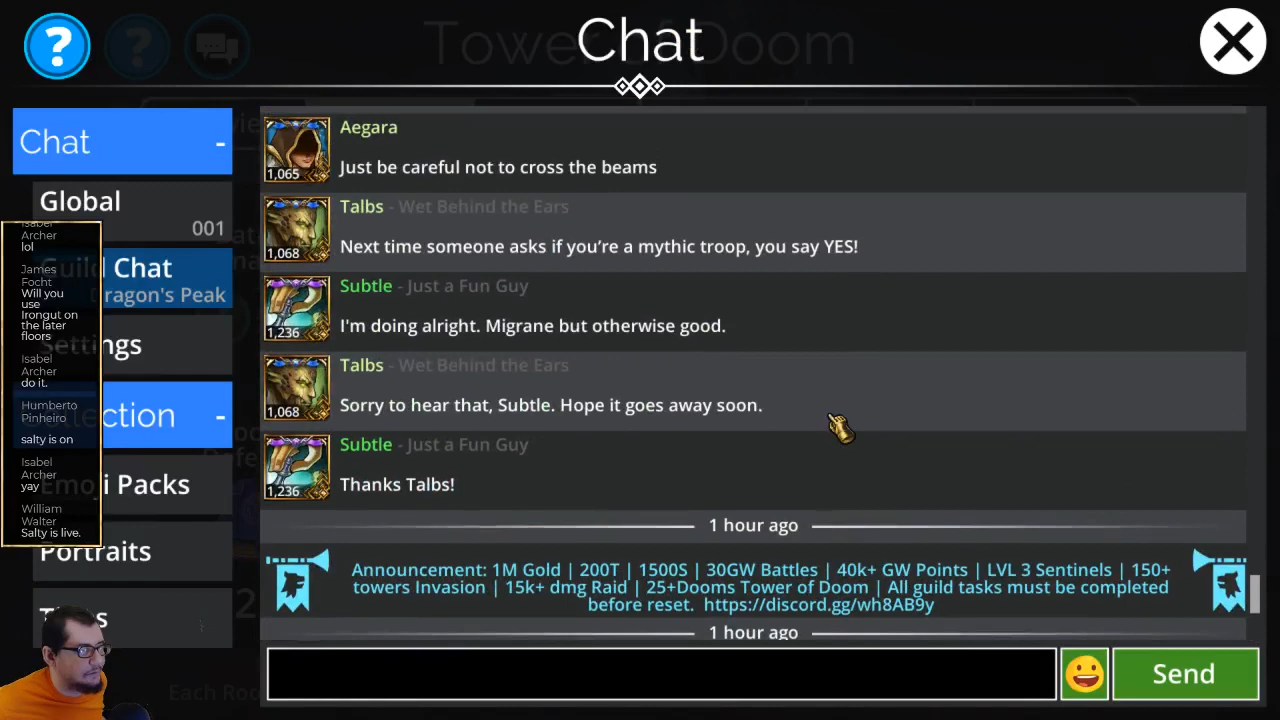 Tower of Doom
Chat
Chat -
Global
001
Guild Chat
Dragon's Peak
Settings
Collection -
Emoji Packs
Portraits
Isabel
Archer
lol
James
Focht
Will you
use
Irongut on
the later
floors
Isabel
Archer
do it.
Humberto
Pinheiro
salty is on
Isabel
Archer
yay
William
Walter
Salty is live.
Aegara
1,065
Just be careful not to cross the beams
Talbs - Wet Behind the Ears
1,068
Next time someone asks if you're a mythic troop, you say YES!
Subtle - Just a Fun Guy
1,236
I'm doing alright. Migrane but otherwise good.
Talbs - Wet Behind the Ears
1,068
Sorry to hear that, Subtle. Hope it goes away soon.
Subtle - Just a Fun Guy
1,236
Thanks Talbs!
1 hour ago
Announcement: 1M Gold | 200T | 1500S | 30GW Battles | 40k+ GW Points | LVL 3 Sentinels | 150+
towers Invasion | 15k+ dmg Raid | 25+Dooms Tower of Doom | All guild tasks must be completed
before reset. https://discord.gg/wh8AB9y
1 hour ago
Send
Each Roo